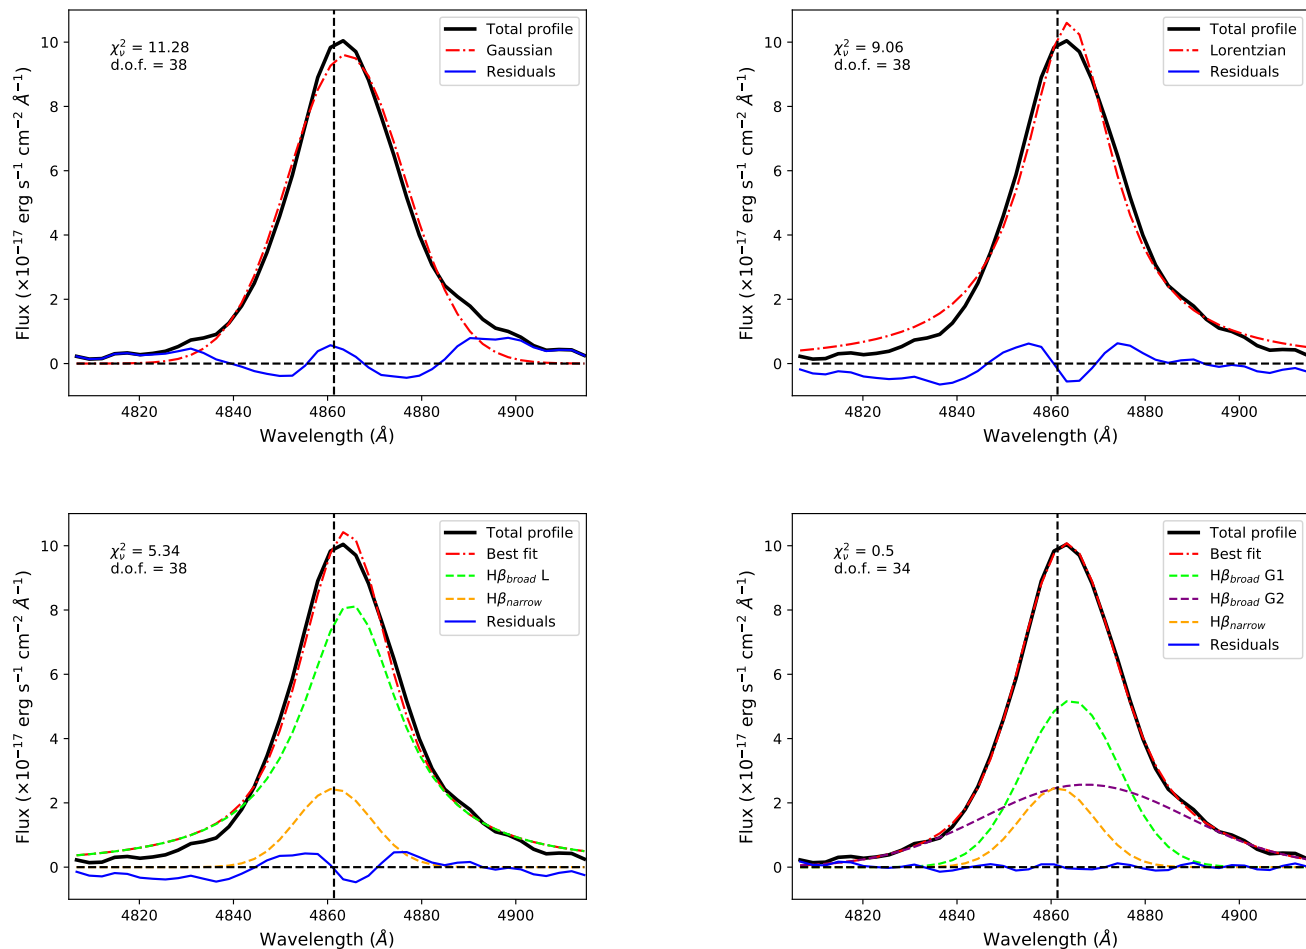 χ²ᵥ = 11.28
d.o.f. = 38
Total profile
Gaussian
Residuals
Flux (×10⁻¹⁷ erg s⁻¹ cm⁻² Å⁻¹)
10
8
6
4
2
0
4820 4840 4860 4880 4900
Wavelength (Å)
χ²ᵥ = 9.06
d.o.f. = 38
Total profile
Lorentzian
Residuals
Flux (×10⁻¹⁷ erg s⁻¹ cm⁻² Å⁻¹)
10
8
6
4
2
0
4820 4840 4860 4880 4900
Wavelength (Å)
χ²ᵥ = 5.34
d.o.f. = 38
Total profile
Best fit
Hβbroad L
Hβnarrow
Residuals
Flux (×10⁻¹⁷ erg s⁻¹ cm⁻² Å⁻¹)
10
8
6
4
2
0
4820 4840 4860 4880 4900
Wavelength (Å)
χ²ᵥ = 0.5
d.o.f. = 34
Total profile
Best fit
Hβbroad G1
Hβbroad G2
Hβnarrow
Residuals
Flux (×10⁻¹⁷ erg s⁻¹ cm⁻² Å⁻¹)
10
8
6
4
2
0
4820 4840 4860 4880 4900
Wavelength (Å)